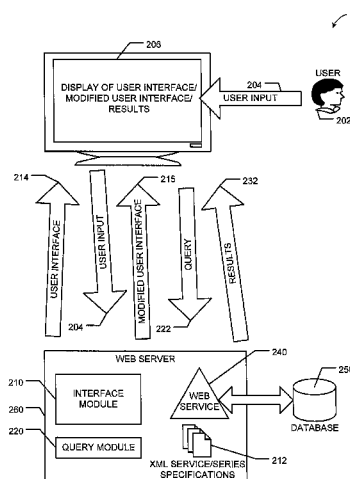 206
DISPLAY OF USER INTERFACE/
MODIFIED USER INTERFACE/
RESULTS
204
USER INPUT
USER
202
214
USER INTERFACE
USER INPUT
204
215
MODIFIED USER INTERFACE
QUERY
222
232
RESULTS
WEB SERVER
210
INTERFACE
MODULE
260
220
QUERY MODULE
240
WEB
SERVICE
250
DATABASE
212
XML SERVICE/SERIES
SPECIFICATIONS